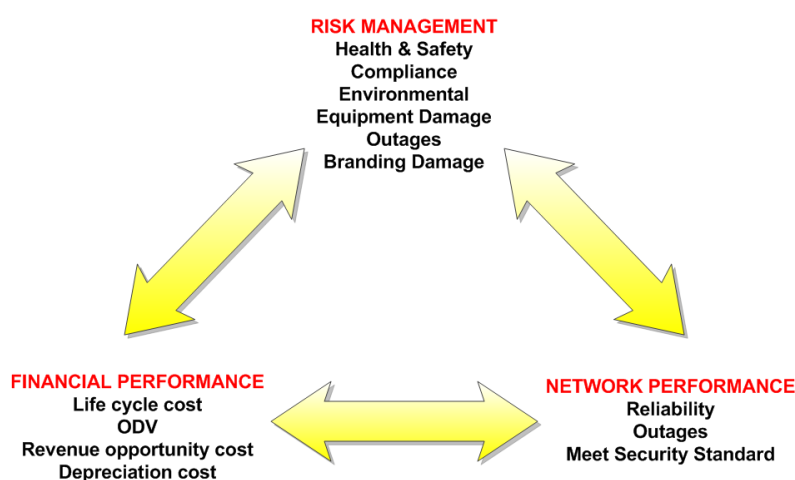 RISK MANAGEMENT
Health & Safety
Compliance
Environmental
Equipment Damage
Outages
Branding Damage
FINANCIAL PERFORMANCE
Life cycle cost
ODV
Revenue opportunity cost
Depreciation cost
NETWORK PERFORMANCE
Reliability
Outages
Meet Security Standard